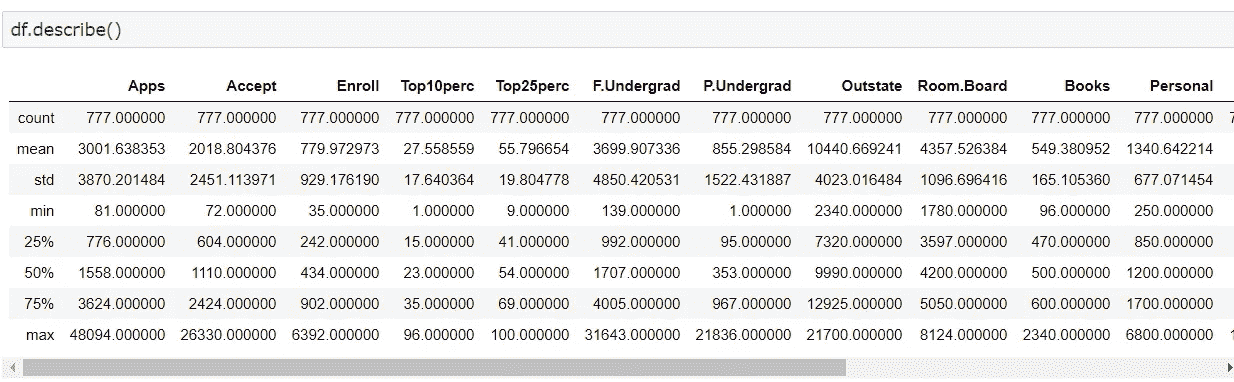 df.describe()
Apps Accept Enroll Top10perc Top25perc F.Undergrad P.Undergrad Outstate Room.Board Books Personal
count 777.000000 777.000000 777.000000 777.000000 777.000000 777.000000 777.000000 777.000000 777.000000 777.000000 777.000000 7
mean 3001.638353 2018.804376 779.972973 27.558559 55.796654 3699.907336 855.298584 10440.669241 4357.526384 549.380952 1340.642214
std 3870.201484 2451.113971 929.176190 17.640364 19.804778 4850.420531 1522.431887 4023.016484 1096.696416 165.105360 677.071454
min 81.000000 72.000000 35.000000 1.000000 9.000000 139.000000 1.000000 2340.000000 1780.000000 96.000000 250.000000
25% 776.000000 604.000000 242.000000 15.000000 41.000000 992.000000 95.000000 7320.000000 3597.000000 470.000000 850.000000
50% 1558.000000 1110.000000 434.000000 23.000000 54.000000 1707.000000 353.000000 9990.000000 4200.000000 500.000000 1200.000000
75% 3624.000000 2424.000000 902.000000 35.000000 69.000000 4005.000000 967.000000 12925.000000 5050.000000 600.000000 1700.000000
max 48094.000000 26330.000000 6392.000000 96.000000 100.000000 31643.000000 21836.000000 21700.000000 8124.000000 2340.000000 6800.000000 1